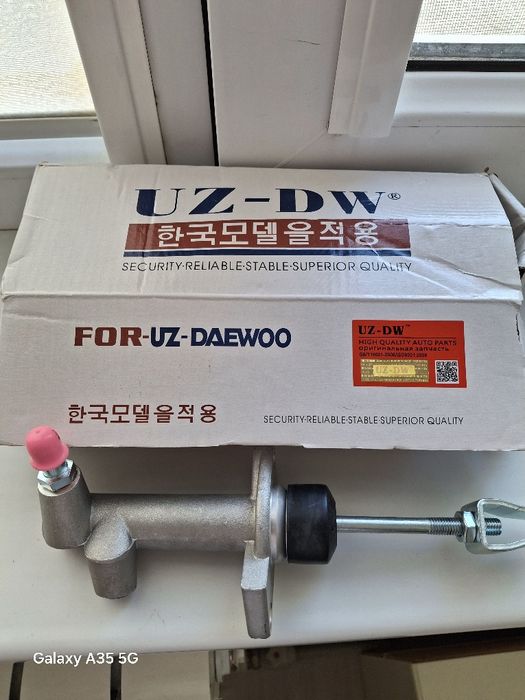 UZ-DW®
한국모델을적용
SECURITY·RELIABLE·STABLE·SUPERIOR QUALITY
FOR-UZ-DAEWOO
UZ-DW™
HIGH QUALITY AUTO PARTS
оригинальная запчасть
UZ-DW
한국모델을적용
SECURITY·RELIABLE·STABLE SUPERIOR QUALITY
Galaxy A35 5G